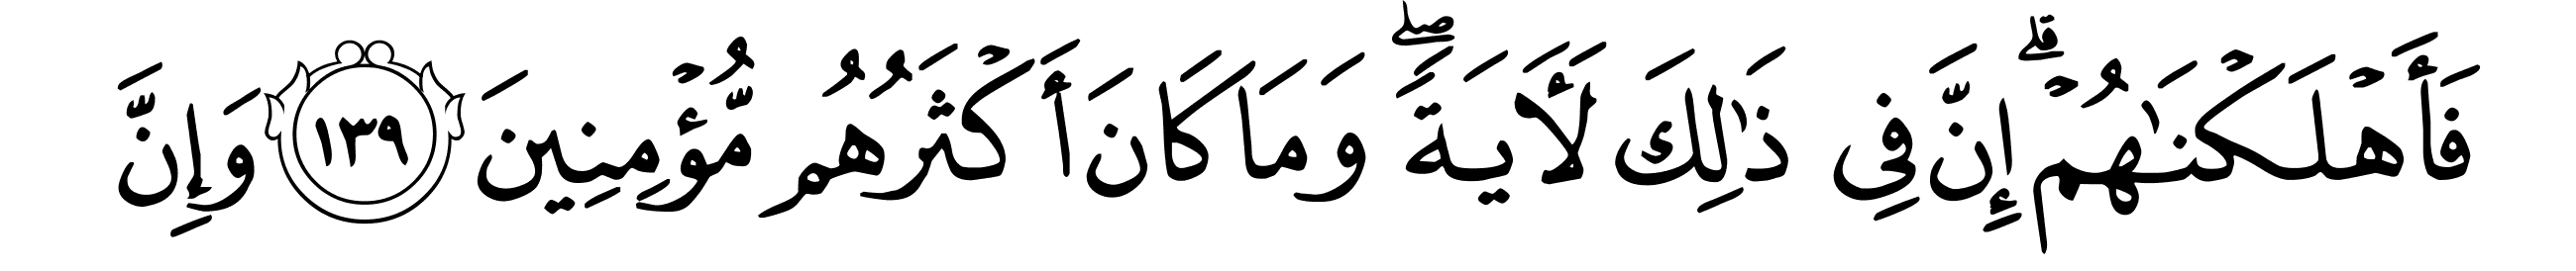 فَأَهْلَكْنَٰهُمْ ۗ إِنَّ فِي ذَٰلِكَ لَأَيَةً ۖ وَمَا كَانَ أَكْثَرُهُم مُّؤْمِنِينَ ١٣٩ وَإِنَّ